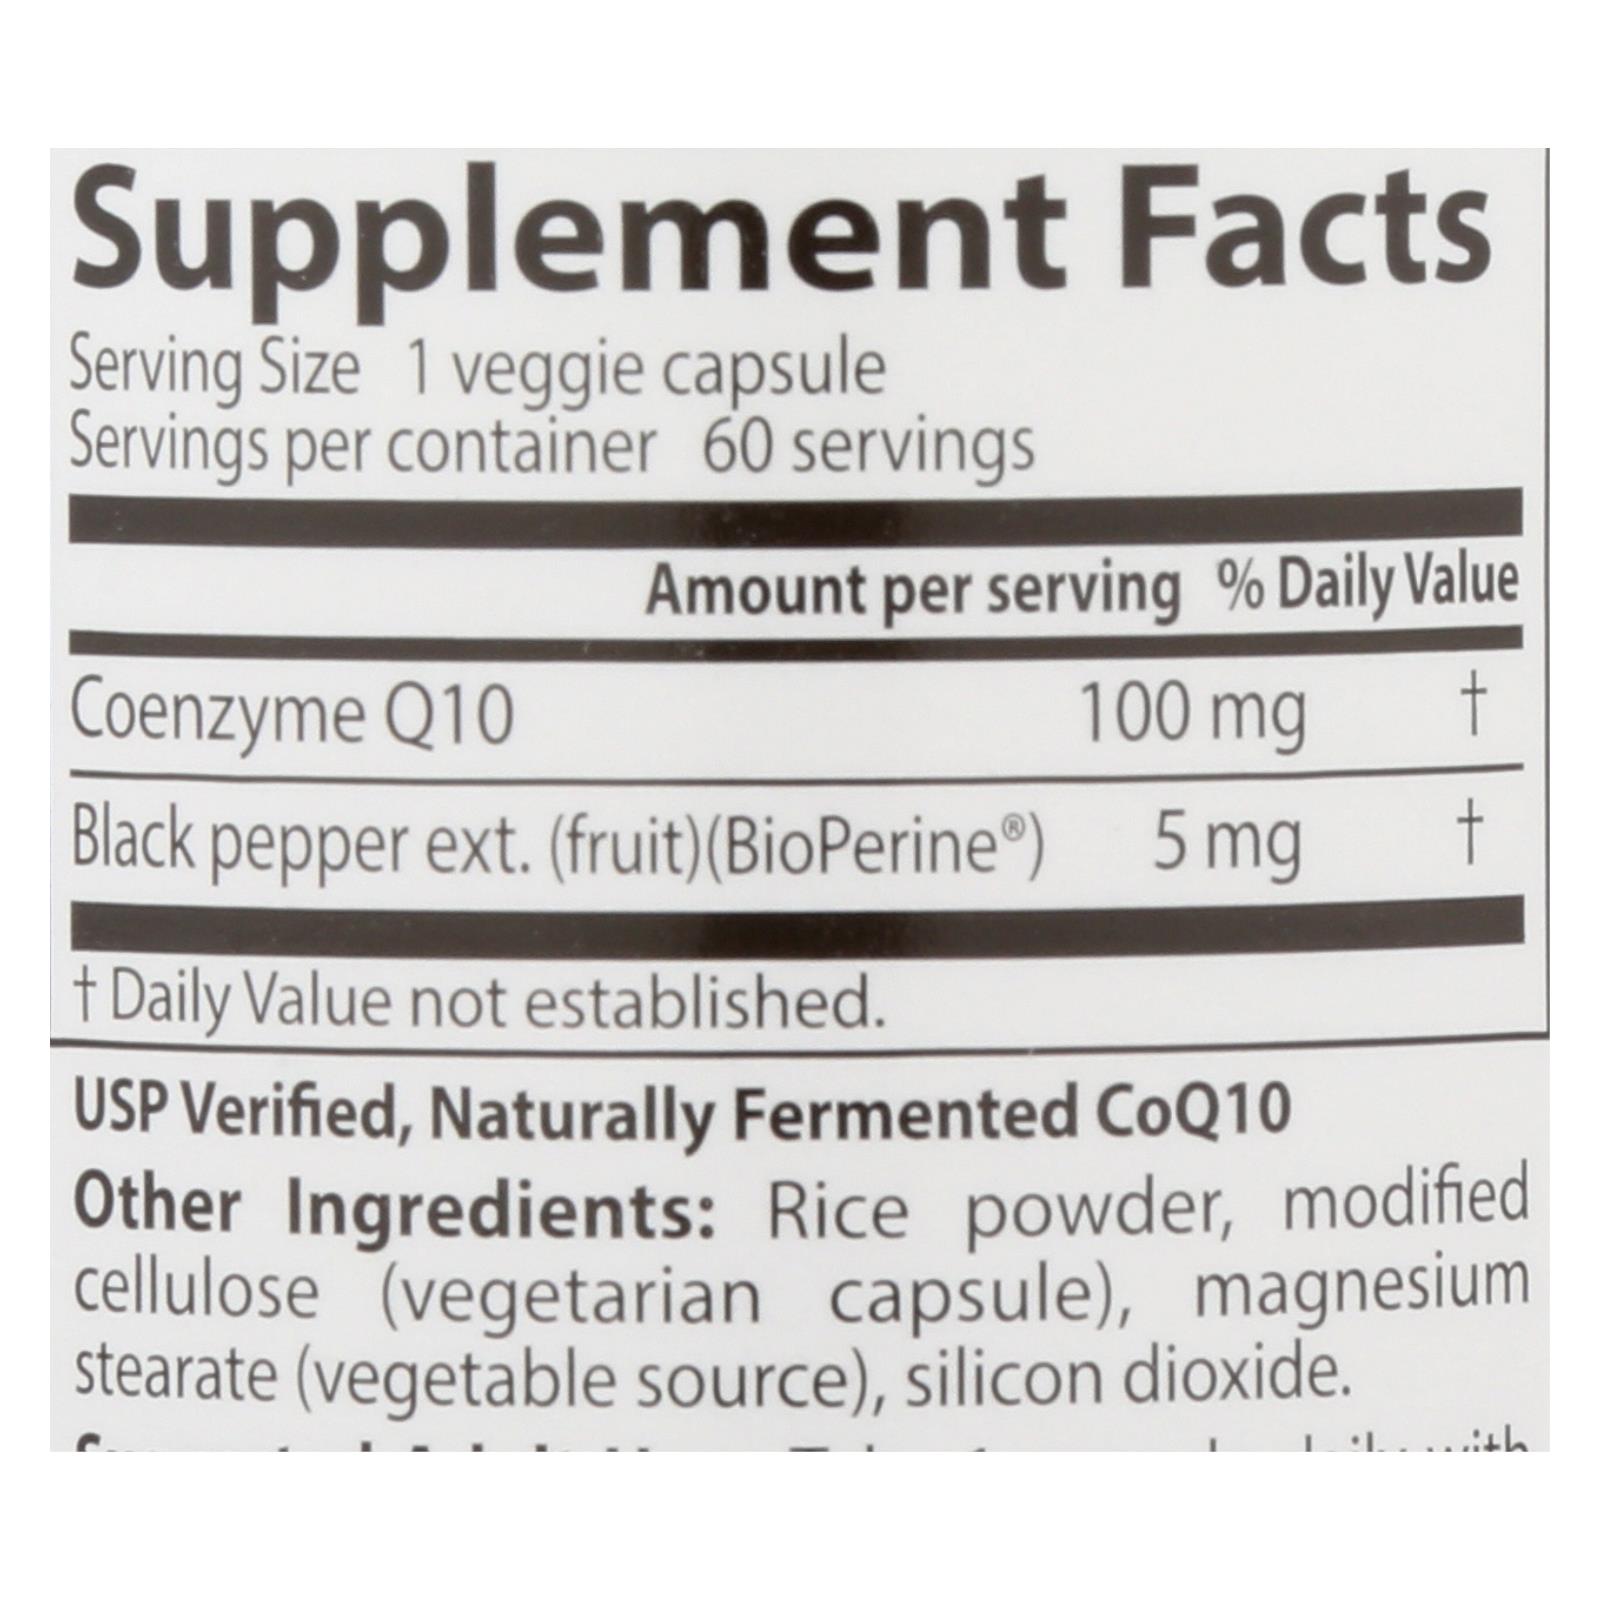 Supplement Facts
Serving Size 1 veggie capsule
Servings per container 60 servings
Amount per serving % Daily Value
Coenzyme Q10 100 mg †
Black pepper ext. (fruit)(BioPerine®) 5 mg †
† Daily Value not established.
USP Verified, Naturally Fermented CoQ10
Other Ingredients: Rice powder, modified
cellulose (vegetarian capsule), magnesium
stearate (vegetable source), silicon dioxide.
daily with